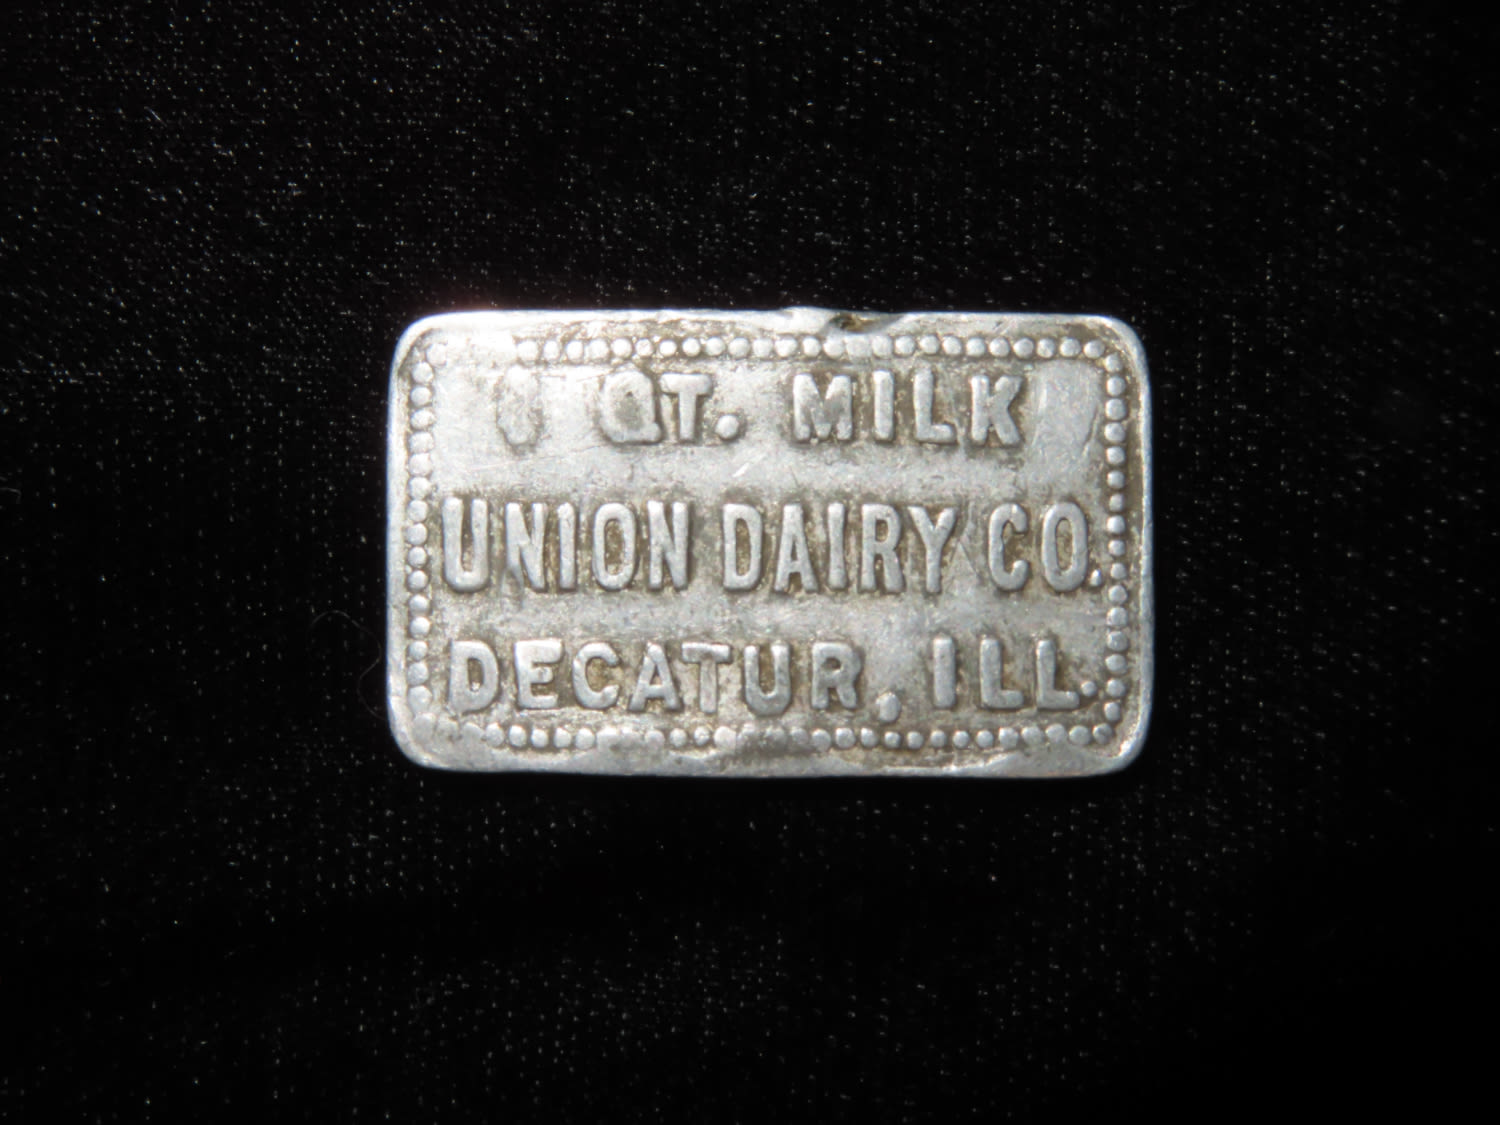 1 QT. MILK
UNION DAIRY CO.
DECATUR, ILL.